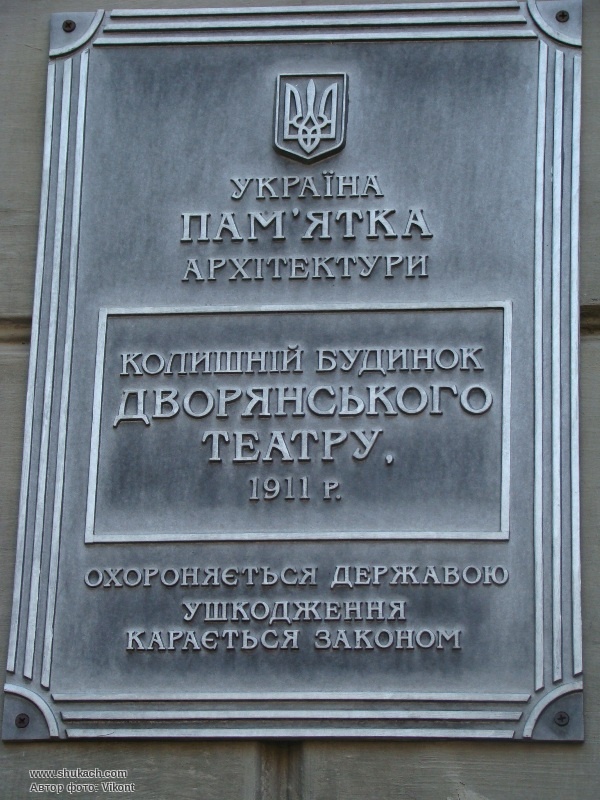 УКРАЇНА
ПАМ'ЯТКА
АРХІТЕКТУРИ
КОЛИШНІЙ БУДИНОК
ДВОРЯНСЬКОГО
ТЕАТРУ,
1911 Р.
ОХОРОНЯЄТЬСЯ ДЕРЖАВОЮ
УШКОДЖЕННЯ
КАРАЄТЬСЯ ЗАКОНОМ
www.shukach.com
Автор фото: Vikont